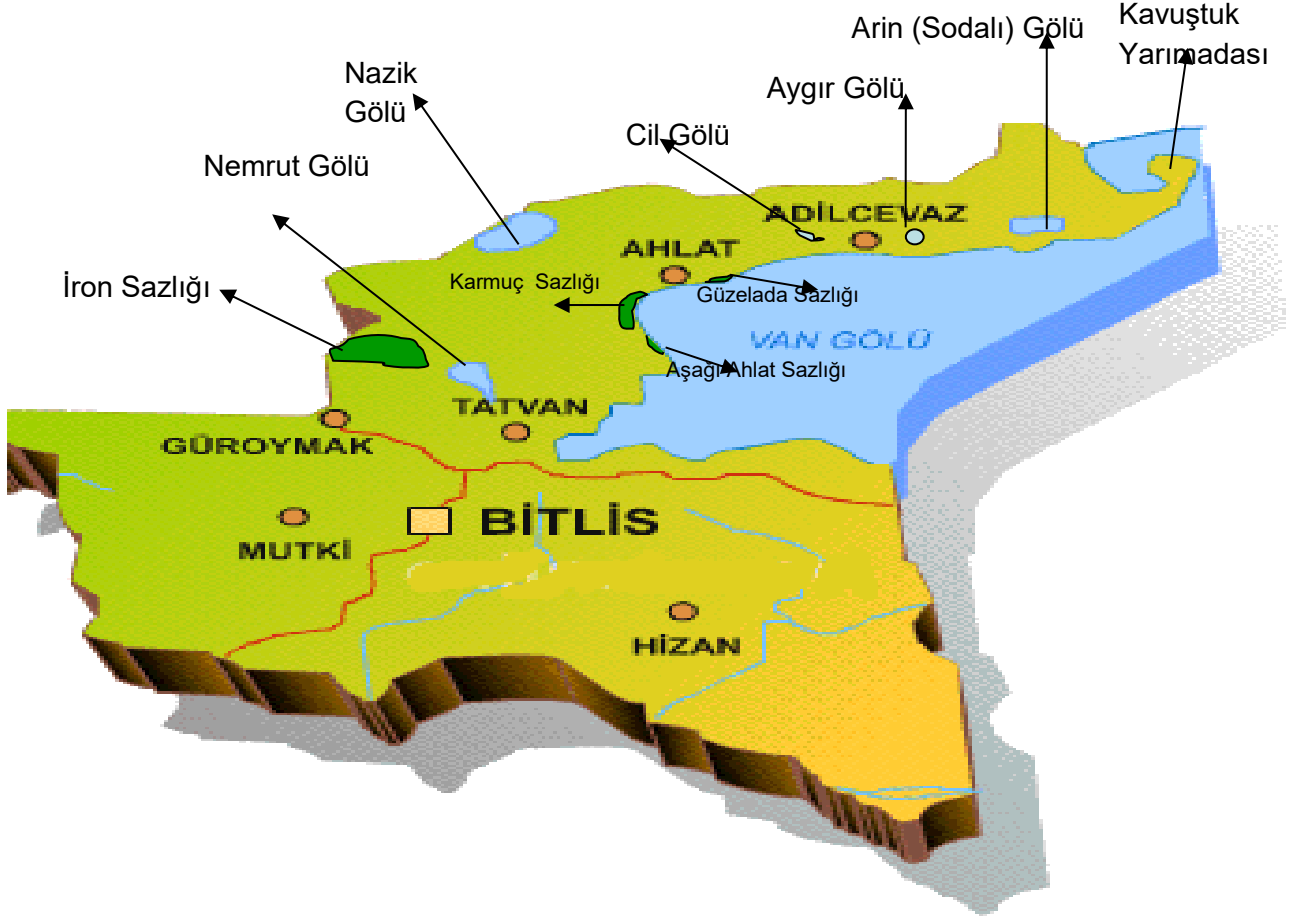 Kavuştuk
Yarımadası
Arin (Sodalı) Gölü
Nazik
Gölü
Aygır Gölü
Cil Gölü
Nemrut Gölü
ADİLCEVAZ
AHLAT
İron Sazlığı
Karmuç Sazlığı
Güzelada Sazlığı
VAN GÖLÜ
Aşağı Ahlat Sazlığı
TATVAN
GÜROYMAK
BİTLİS
MUTKİ
HİZAN